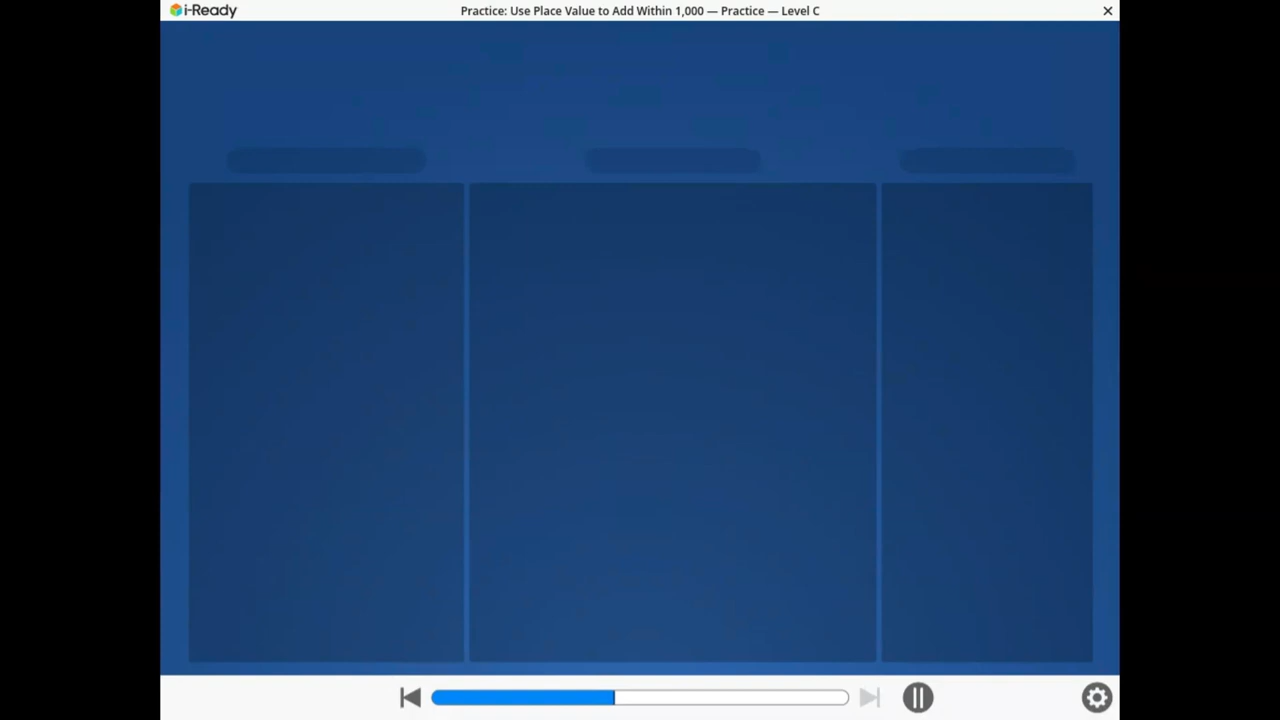 i-Ready
Practice: Use Place Value to Add Within 1,000 — Practice — Level C